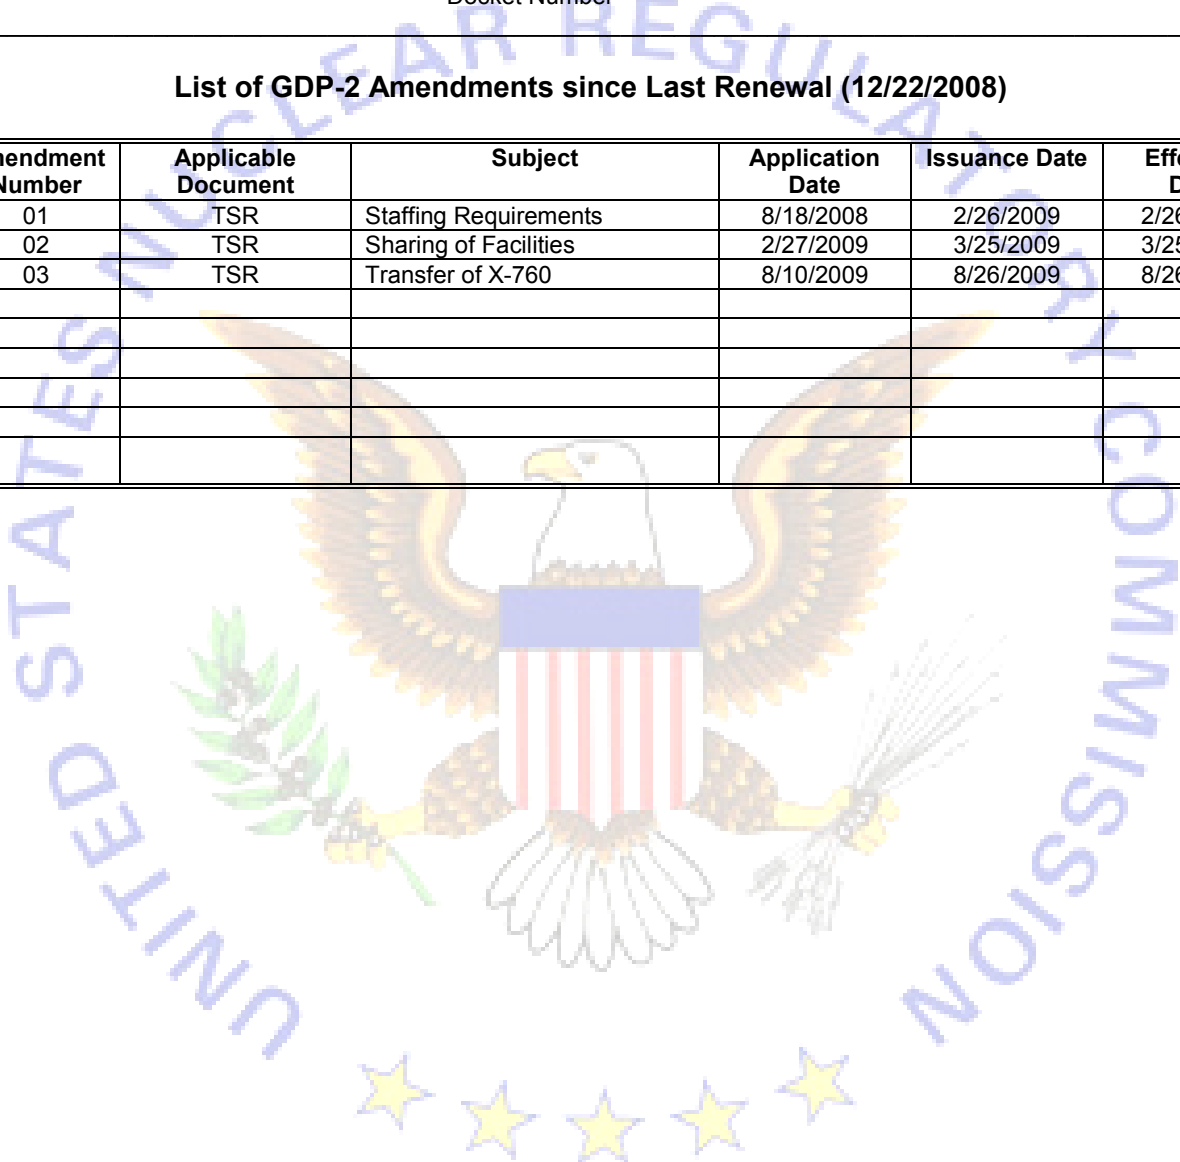 Docket Number
List of GDP-2 Amendments since Last Renewal (12/22/2008)
Applicable Document Subject Application Date Issuance Date
01 TSR Staffing Requirements 8/18/2008 2/26/2009
02 TSR Sharing of Facilities 2/27/2009 3/25/2009
03 TSR Transfer of X-760 8/10/2009 8/26/2009
UNITED STATES NUCLEAR REGULATORY COMMISSION